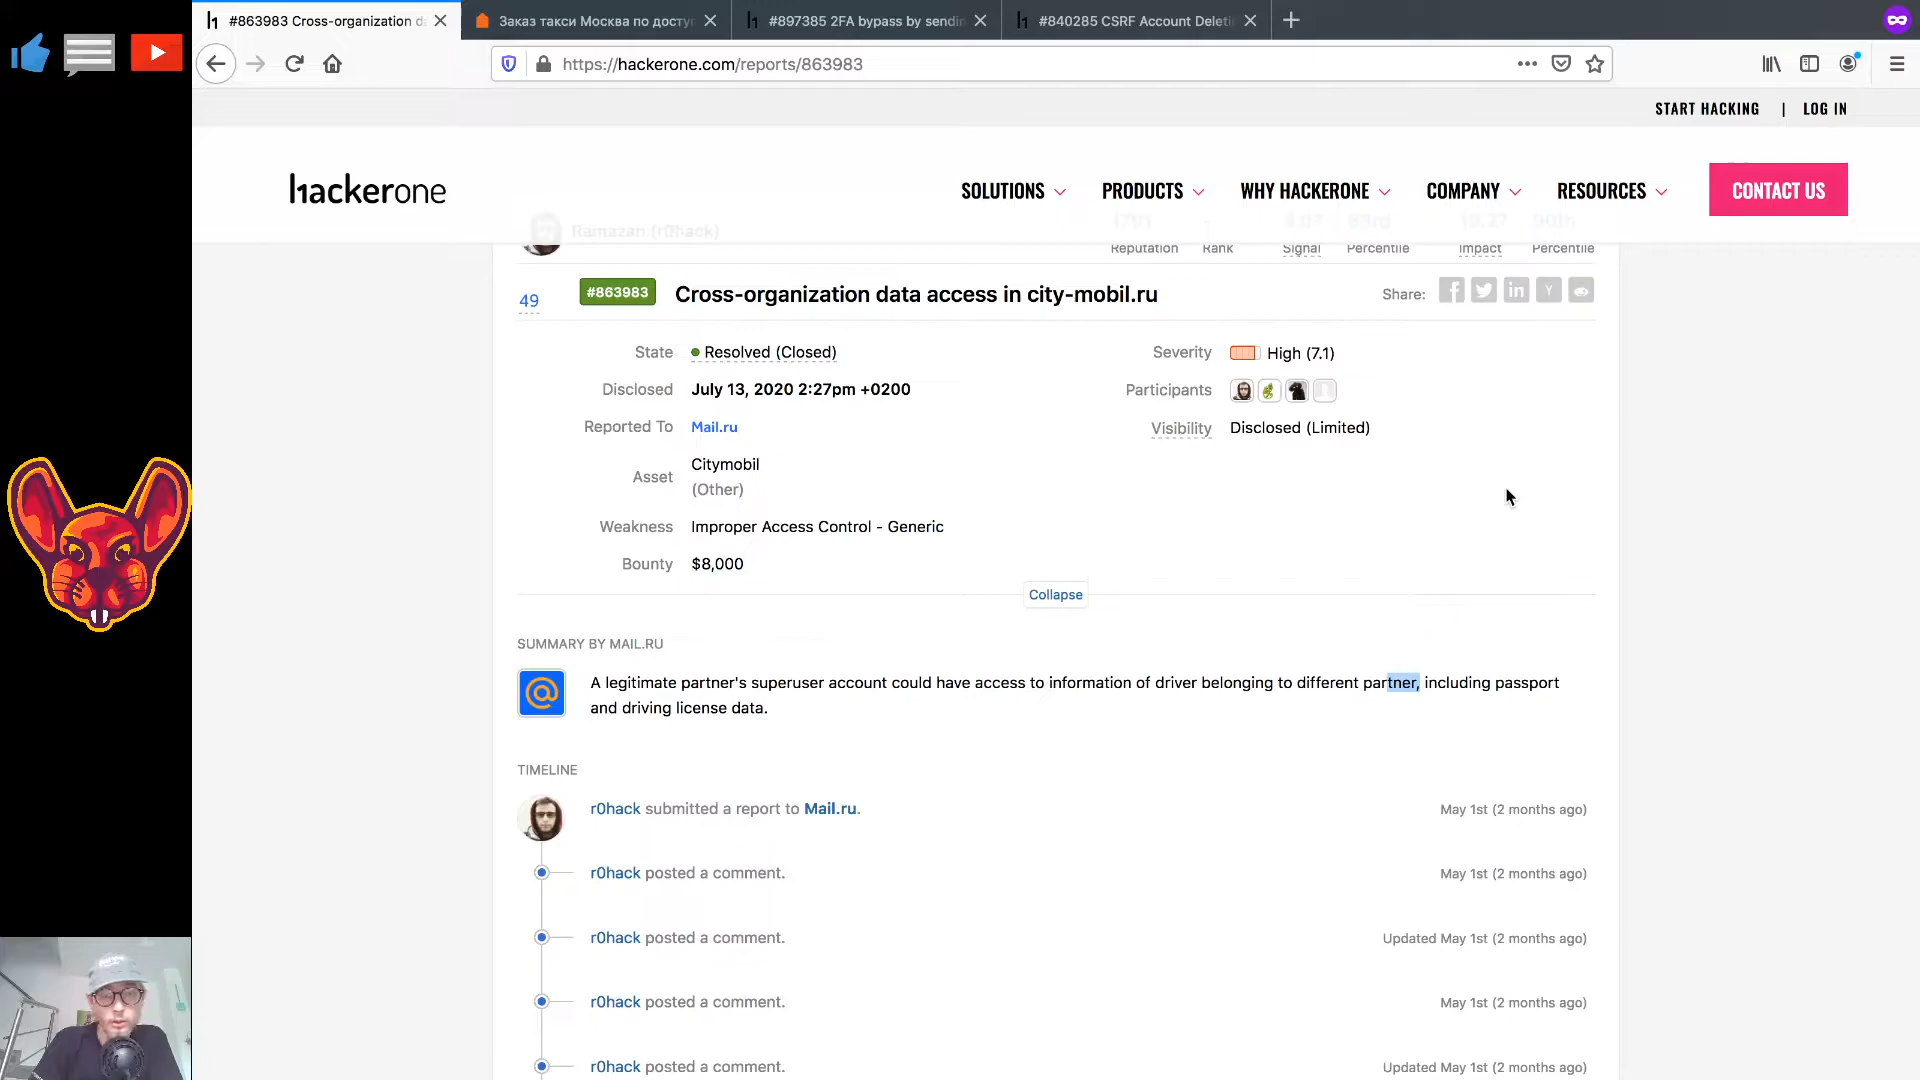 #863983 Cross-organization d
Заказ такси Москва по досту
#897385 2FA bypass by sendi
#840285 CSRF Account Deleti
https://hackerone.com/reports/863983
START HACKING | LOG IN
hackerone
SOLUTIONS
PRODUCTS
WHY HACKERONE
COMPANY
RESOURCES
CONTACT US
Ramazan (r0hack)
Reputation
Rank
Signal
Percentile
Impact
Percentile
49
#863983
Cross-organization data access in city-mobil.ru
Share:
State
Resolved (Closed)
Severity
High (7.1)
Disclosed
July 13, 2020 2:27pm +0200
Participants
Reported To
Mail.ru
Visibility
Disclosed (Limited)
Asset
Citymobil
(Other)
Weakness
Improper Access Control - Generic
Bounty
$8,000
Collapse
SUMMARY BY MAIL.RU
A legitimate partner's superuser account could have access to information of driver belonging to different partner, including passport
and driving license data.
TIMELINE
r0hack submitted a report to Mail.ru.
May 1st (2 months ago)
r0hack posted a comment.
May 1st (2 months ago)
r0hack posted a comment.
Updated May 1st (2 months ago)
r0hack posted a comment.
May 1st (2 months ago)
r0hack posted a comment.
Updated May 1st (2 months ago)